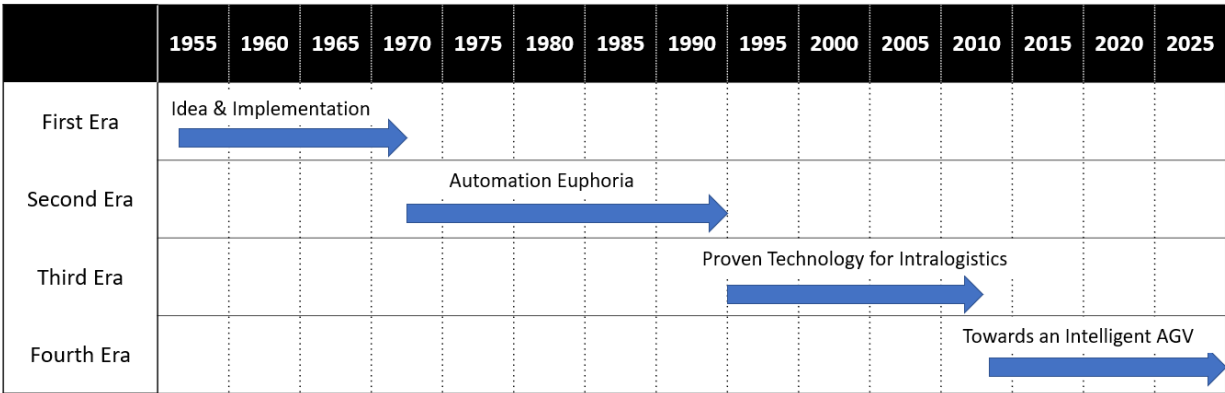 1955 1960 1965 1970 1975 1980 1985 1990 1995 2000 2005 2010 2015 2020 2025
First Era
Idea & Implementation
Second Era
Automation Euphoria
Third Era
Proven Technology for Intralogistics
Fourth Era
Towards an Intelligent AGV